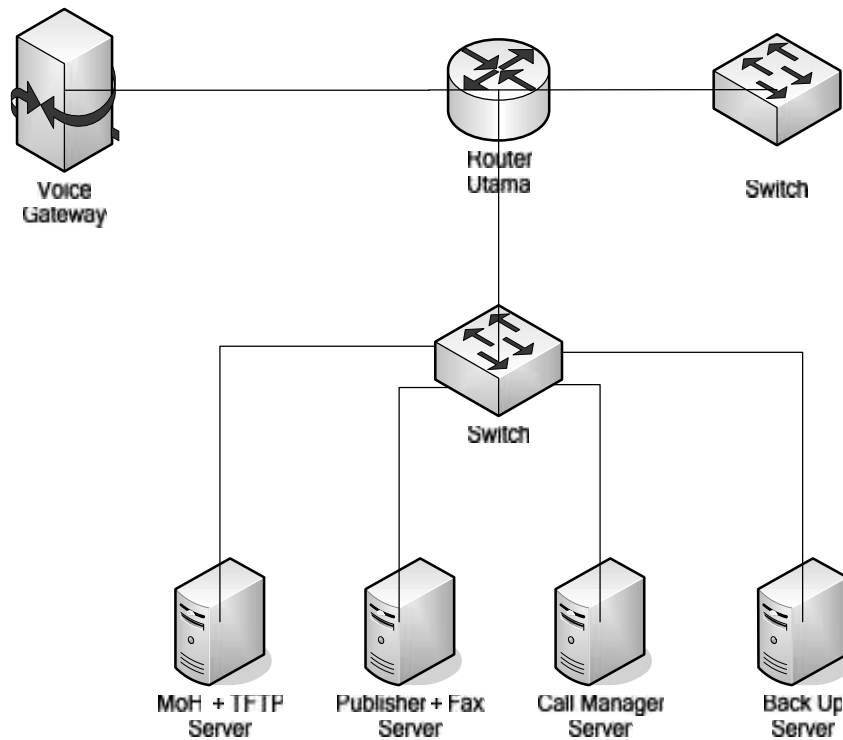 Voice
Gateway
Router
Utama
Switch
Switch
MoH + TFTP
Server
Publisher + Fax
Server
Call Manager
Server
Back Up
Server